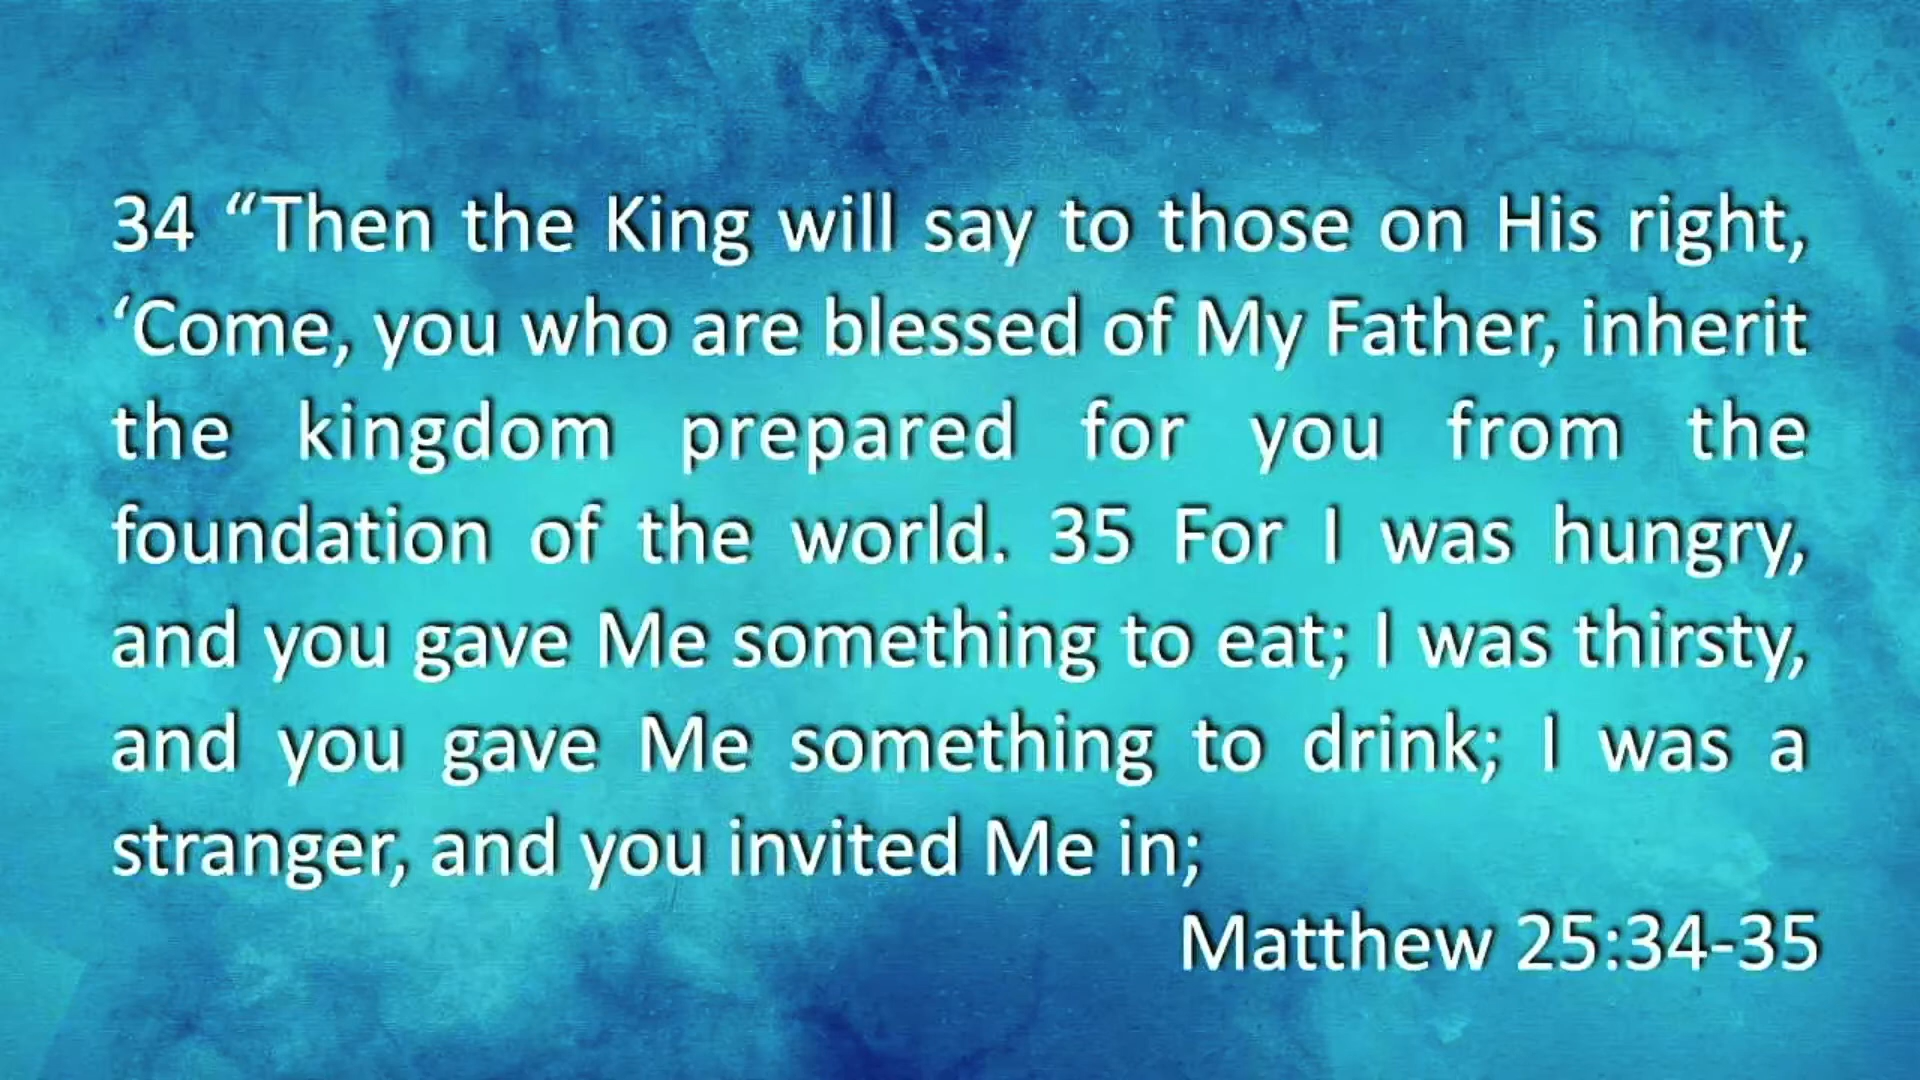 34 “Then the King will say to those on His right,
‘Come, you who are blessed of My Father, inherit
the kingdom prepared for you from the
foundation of the world. 35 For I was hungry,
and you gave Me something to eat; I was thirsty,
and you gave Me something to drink; I was a
stranger, and you invited Me in;
Matthew 25:34-35